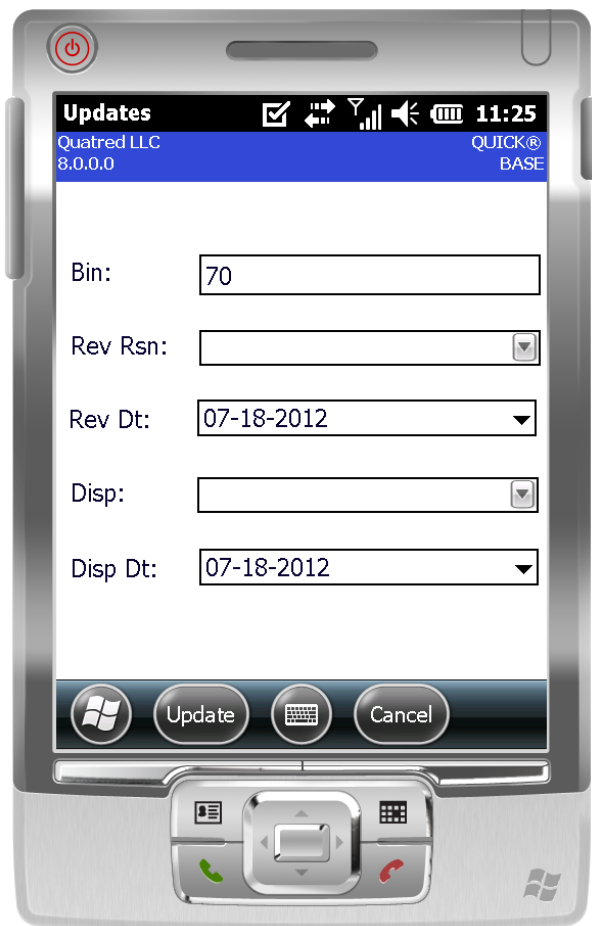 Updates 11:25
Quatred LLC QUICK®
8.0.0.0 BASE
Bin: 70
Rev Rsn:
Rev Dt: 07-18-2012
Disp:
Disp Dt: 07-18-2012
Update Cancel